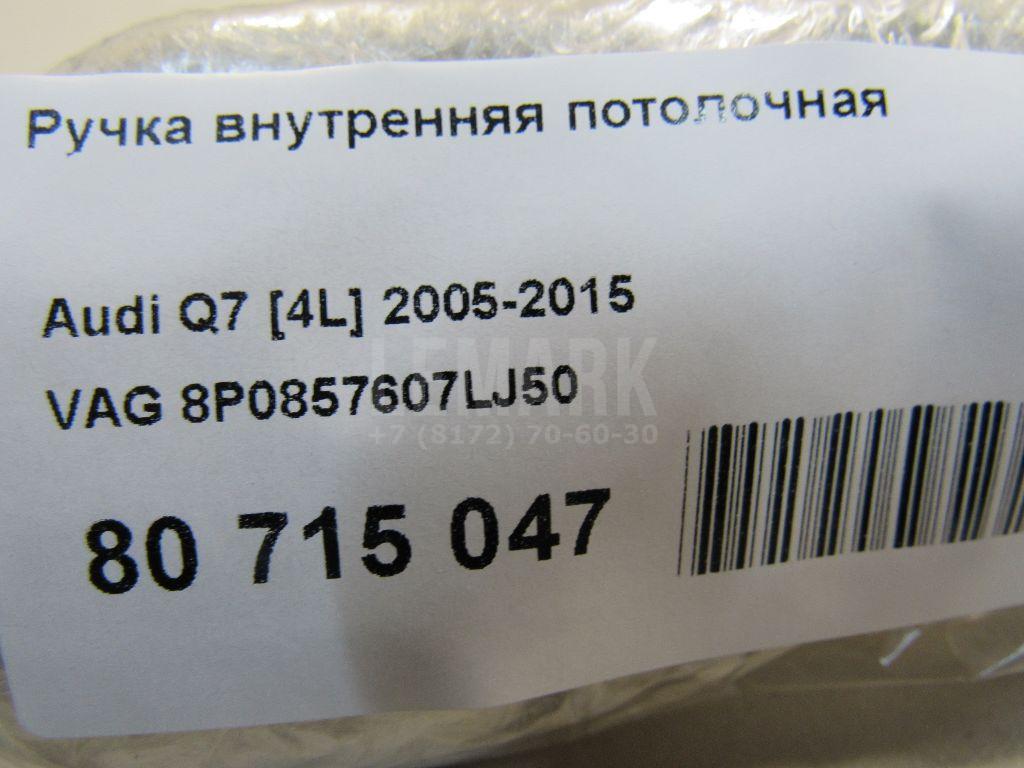 Ручка внутренняя потолочная
Audi Q7 [4L] 2005-2015
LEMARK
VAG 8P0857607LJ50
+7 (8172) 70-60-30
80 715 047